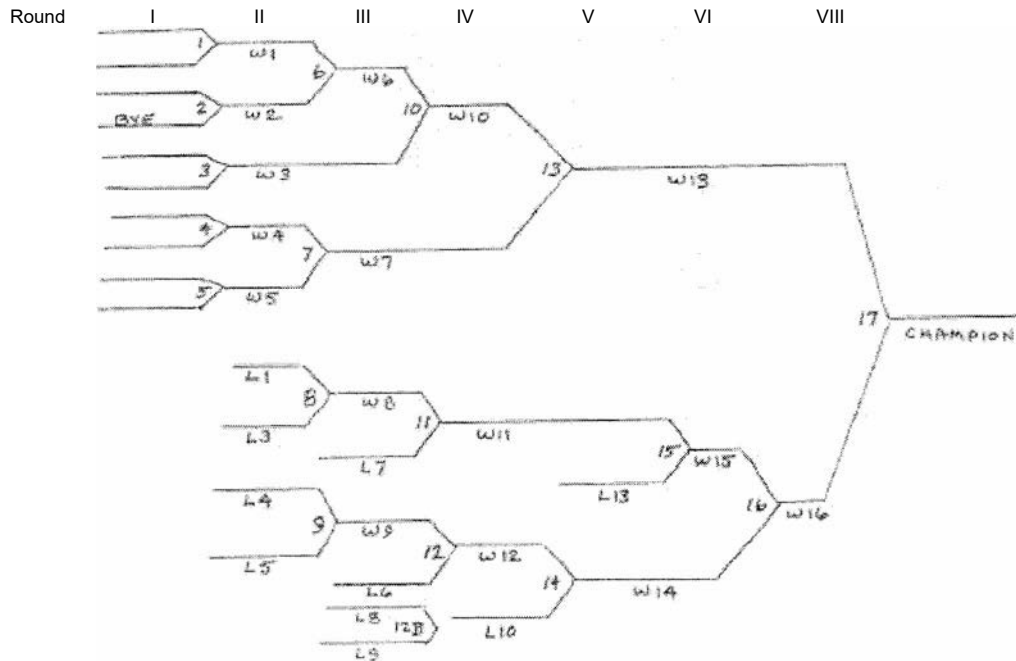 Round I II III IV V VI VIII
1
W1
6
W6
BYE
2
W2
10
W10
3
W3
13
W13
4
W4
7
W7
5
W5
17
CHAMPION
L1
8
W8
L3
11
W11
L7
15
W15
L13
L4
9
W9
16
W16
L5
12
W12
L6
14
W14
L8
12B
L10
L9